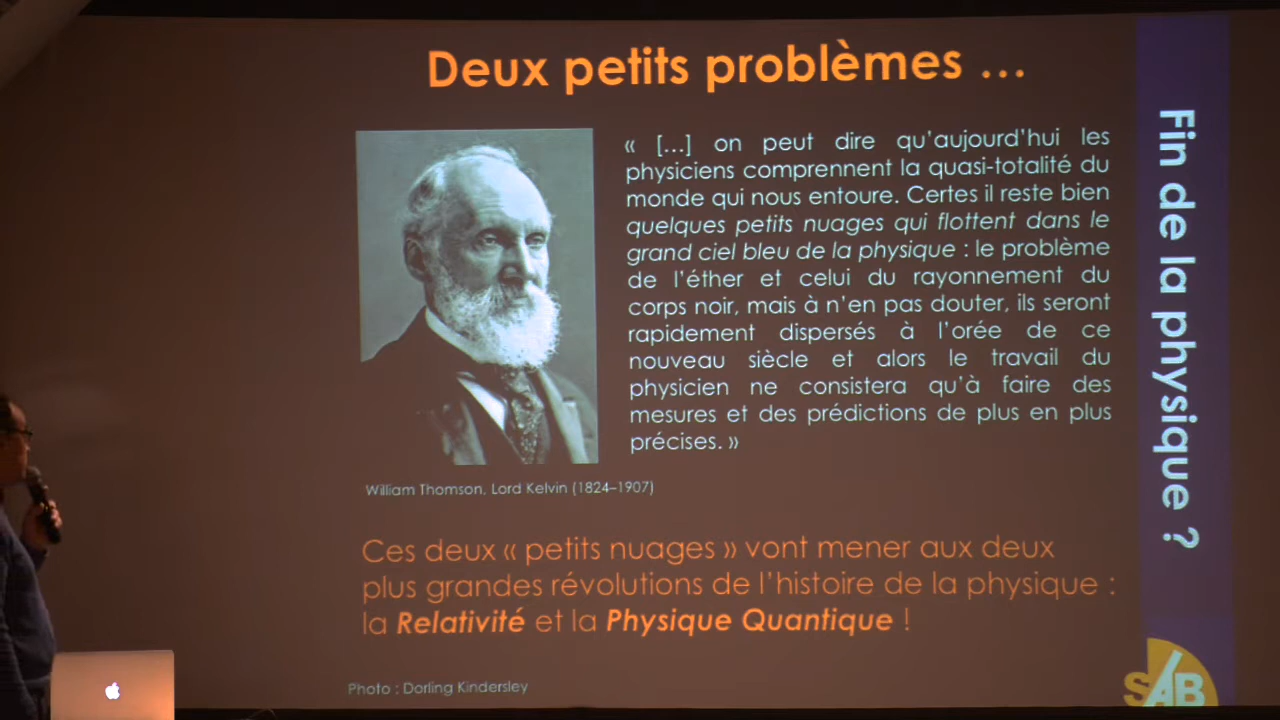 Deux petits problèmes ...
« [...] on peut dire qu'aujourd'hui les
physiciens comprennent la quasi-totalité du
monde qui nous entoure. Certes il reste bien
quelques petits nuages qui flottent dans le
grand ciel bleu de la physique : le problème
de l'éther et celui du rayonnement du
corps noir, mais à n'en pas douter, ils seront
rapidement dispersés à l'orée de ce
nouveau siècle et alors le travail du
physicien ne consistera qu'à faire des
mesures et des prédictions de plus en plus
précises. »
William Thomson, Lord Kelvin (1824–1907)
Ces deux « petits nuages » vont mener aux deux
plus grandes révolutions de l'histoire de la physique :
la Relativité et la Physique Quantique !
Photo : Dorling Kindersley
Fin de la physique ?
SAB